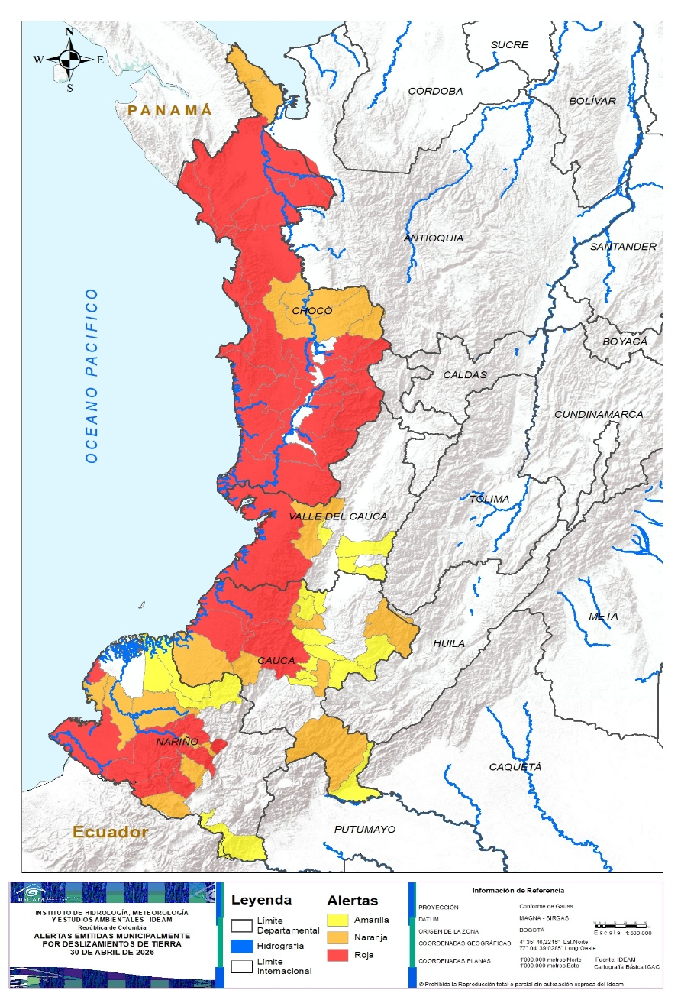 N
W
E
S
PANAMÁ
SUCRE
CÓRDOBA
BOLÍVAR
ANTIOQUIA
SANTANDER
OCEANO PACIFICO
CHOCÓ
BOYACÁ
CALDAS
CUNDINAMARCA
TOLIMA
VALLE DEL CAUCA
META
HUILA
CAUCA
NARIÑO
CAQUETÁ
Ecuador
PUTUMAYO
IDEAM
INSTITUTO DE HIDROLOGÍA, METEOROLOGÍA
Y ESTUDIOS AMBIENTALES - IDEAM
República de Colombia
ALERTAS EMITIDAS MUNICIPALMENTE
POR DESLIZAMIENTOS DE TIERRA
30 DE ABRIL DE 2026
Leyenda
Límite
Departamental
Hidrografía
Límite
Internacional
Alertas
Amarilla
Naranja
Roja
Información de Referencia
PROYECCIÓN Conforme de Gauss
DATUM MAGNA - SIRGAS
ORIGEN DE LA ZONA BOGOTÁ
COORDENADAS GEOGRÁFICAS 4° 35' 46,3215" Lat.Norte
77° 04' 39,0285" Long.Oeste
COORDENADAS PLANAS 1'000.000 metros Norte
1'000.000 metros Este
Escala 1:500.000
Fuente: IDEAM
Cartografía Básica IGAC
© Prohibida la Reproducción total o parcial sin autozación expresa del Ideam